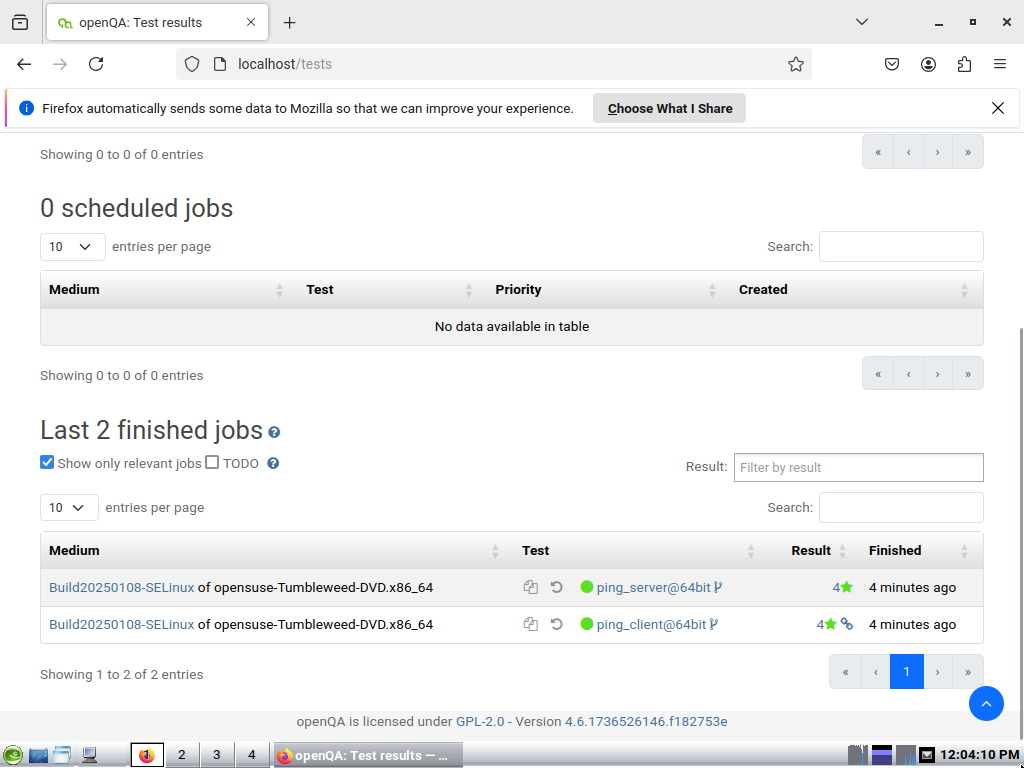 openQA: Test results
localhost/tests
Firefox automatically sends some data to Mozilla so that we can improve your experience. Choose What I Share
Showing 0 to 0 of 0 entries « ‹ › »
0 scheduled jobs
10 entries per page Search:
Medium Test Priority Created
No data available in table
Showing 0 to 0 of 0 entries « ‹ › »
Last 2 finished jobs
Show only relevant jobs TODO Result: Filter by result
10 entries per page Search:
Medium Test Result Finished
Build20250108-SELinux of opensuse-Tumbleweed-DVD.x86_64 ping_server@64bit 4 4 minutes ago
Build20250108-SELinux of opensuse-Tumbleweed-DVD.x86_64 ping_client@64bit 4 4 minutes ago
Showing 1 to 2 of 2 entries « ‹ 1 › »
openQA is licensed under GPL-2.0 - Version 4.6.1736526146.f182753e
1 2 3 4 openQA: Test results — ... 12:04:10 PM